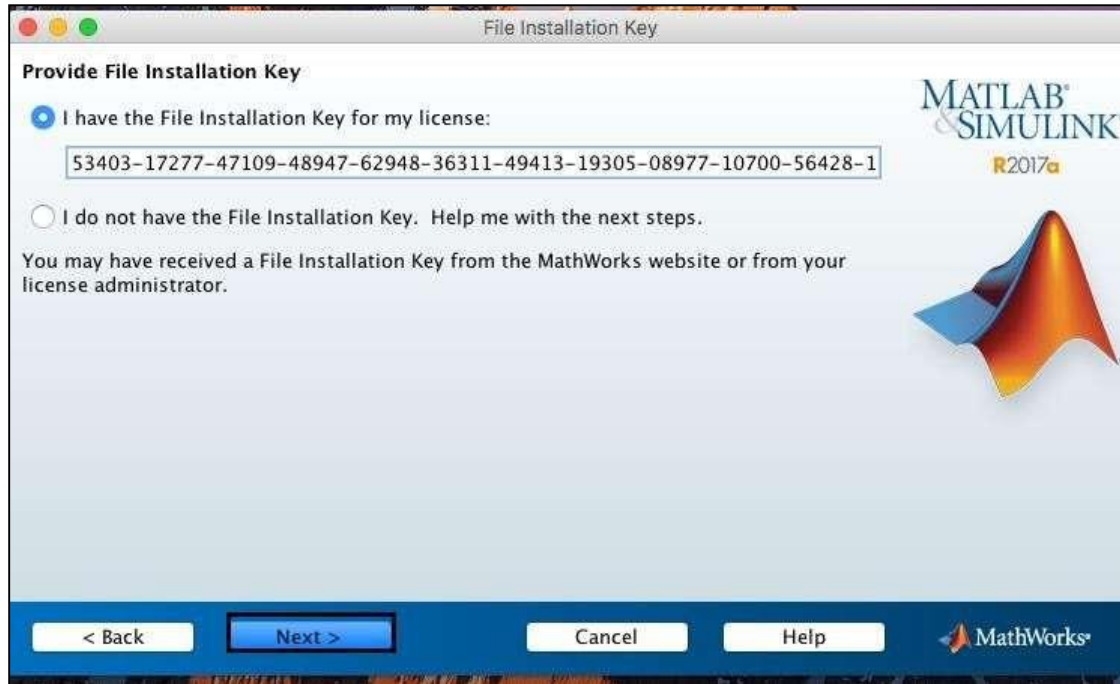 File Installation Key
Provide File Installation Key
I have the File Installation Key for my license:
53403-17277-47109-48947-62948-36311-49413-19305-08977-10700-56428-1
I do not have the File Installation Key. Help me with the next steps.
You may have received a File Installation Key from the MathWorks website or from your
license administrator.
MATLAB®
&SIMULINK
R2017a
< Back
Next >
Cancel
Help
MathWorks®